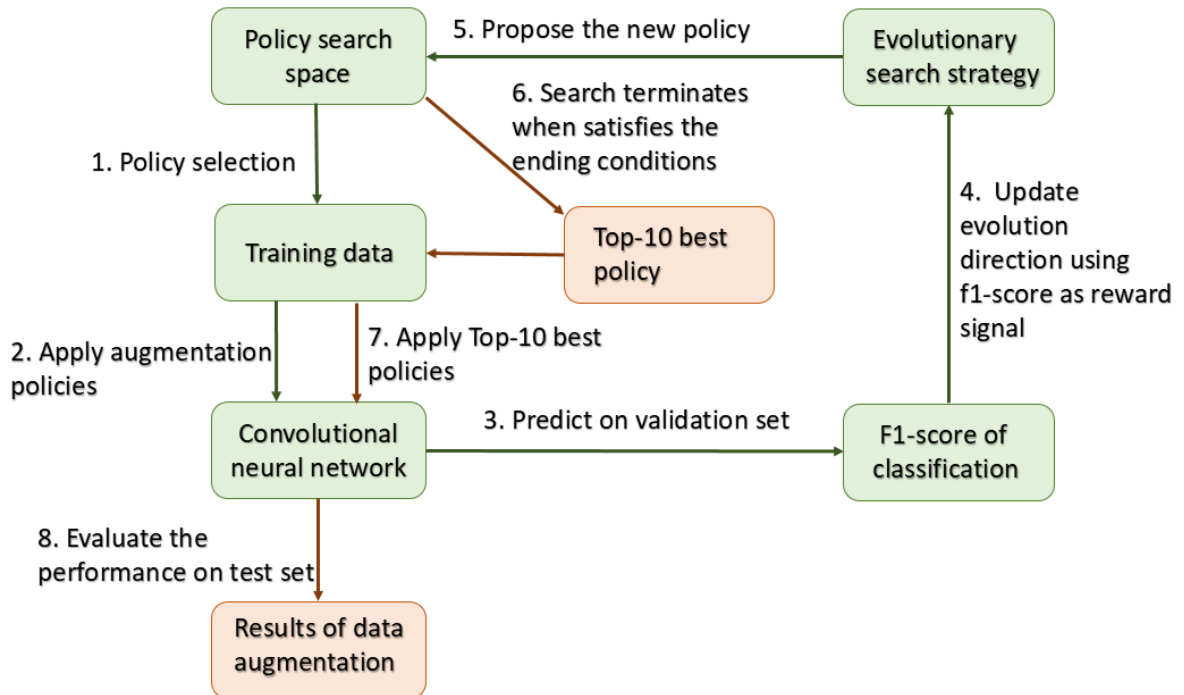 Policy search
space
5. Propose the new policy
Evolutionary
search strategy
6. Search terminates
when satisfies the
ending conditions
1. Policy selection
Training data
Top-10 best
policy
4.  Update
evolution
direction using
f1-score as reward
signal
2. Apply augmentation
policies
7. Apply Top-10 best
policies
Convolutional
neural network
3. Predict on validation set
F1-score of
classification
8. Evaluate the
performance on test set
Results of data
augmentation